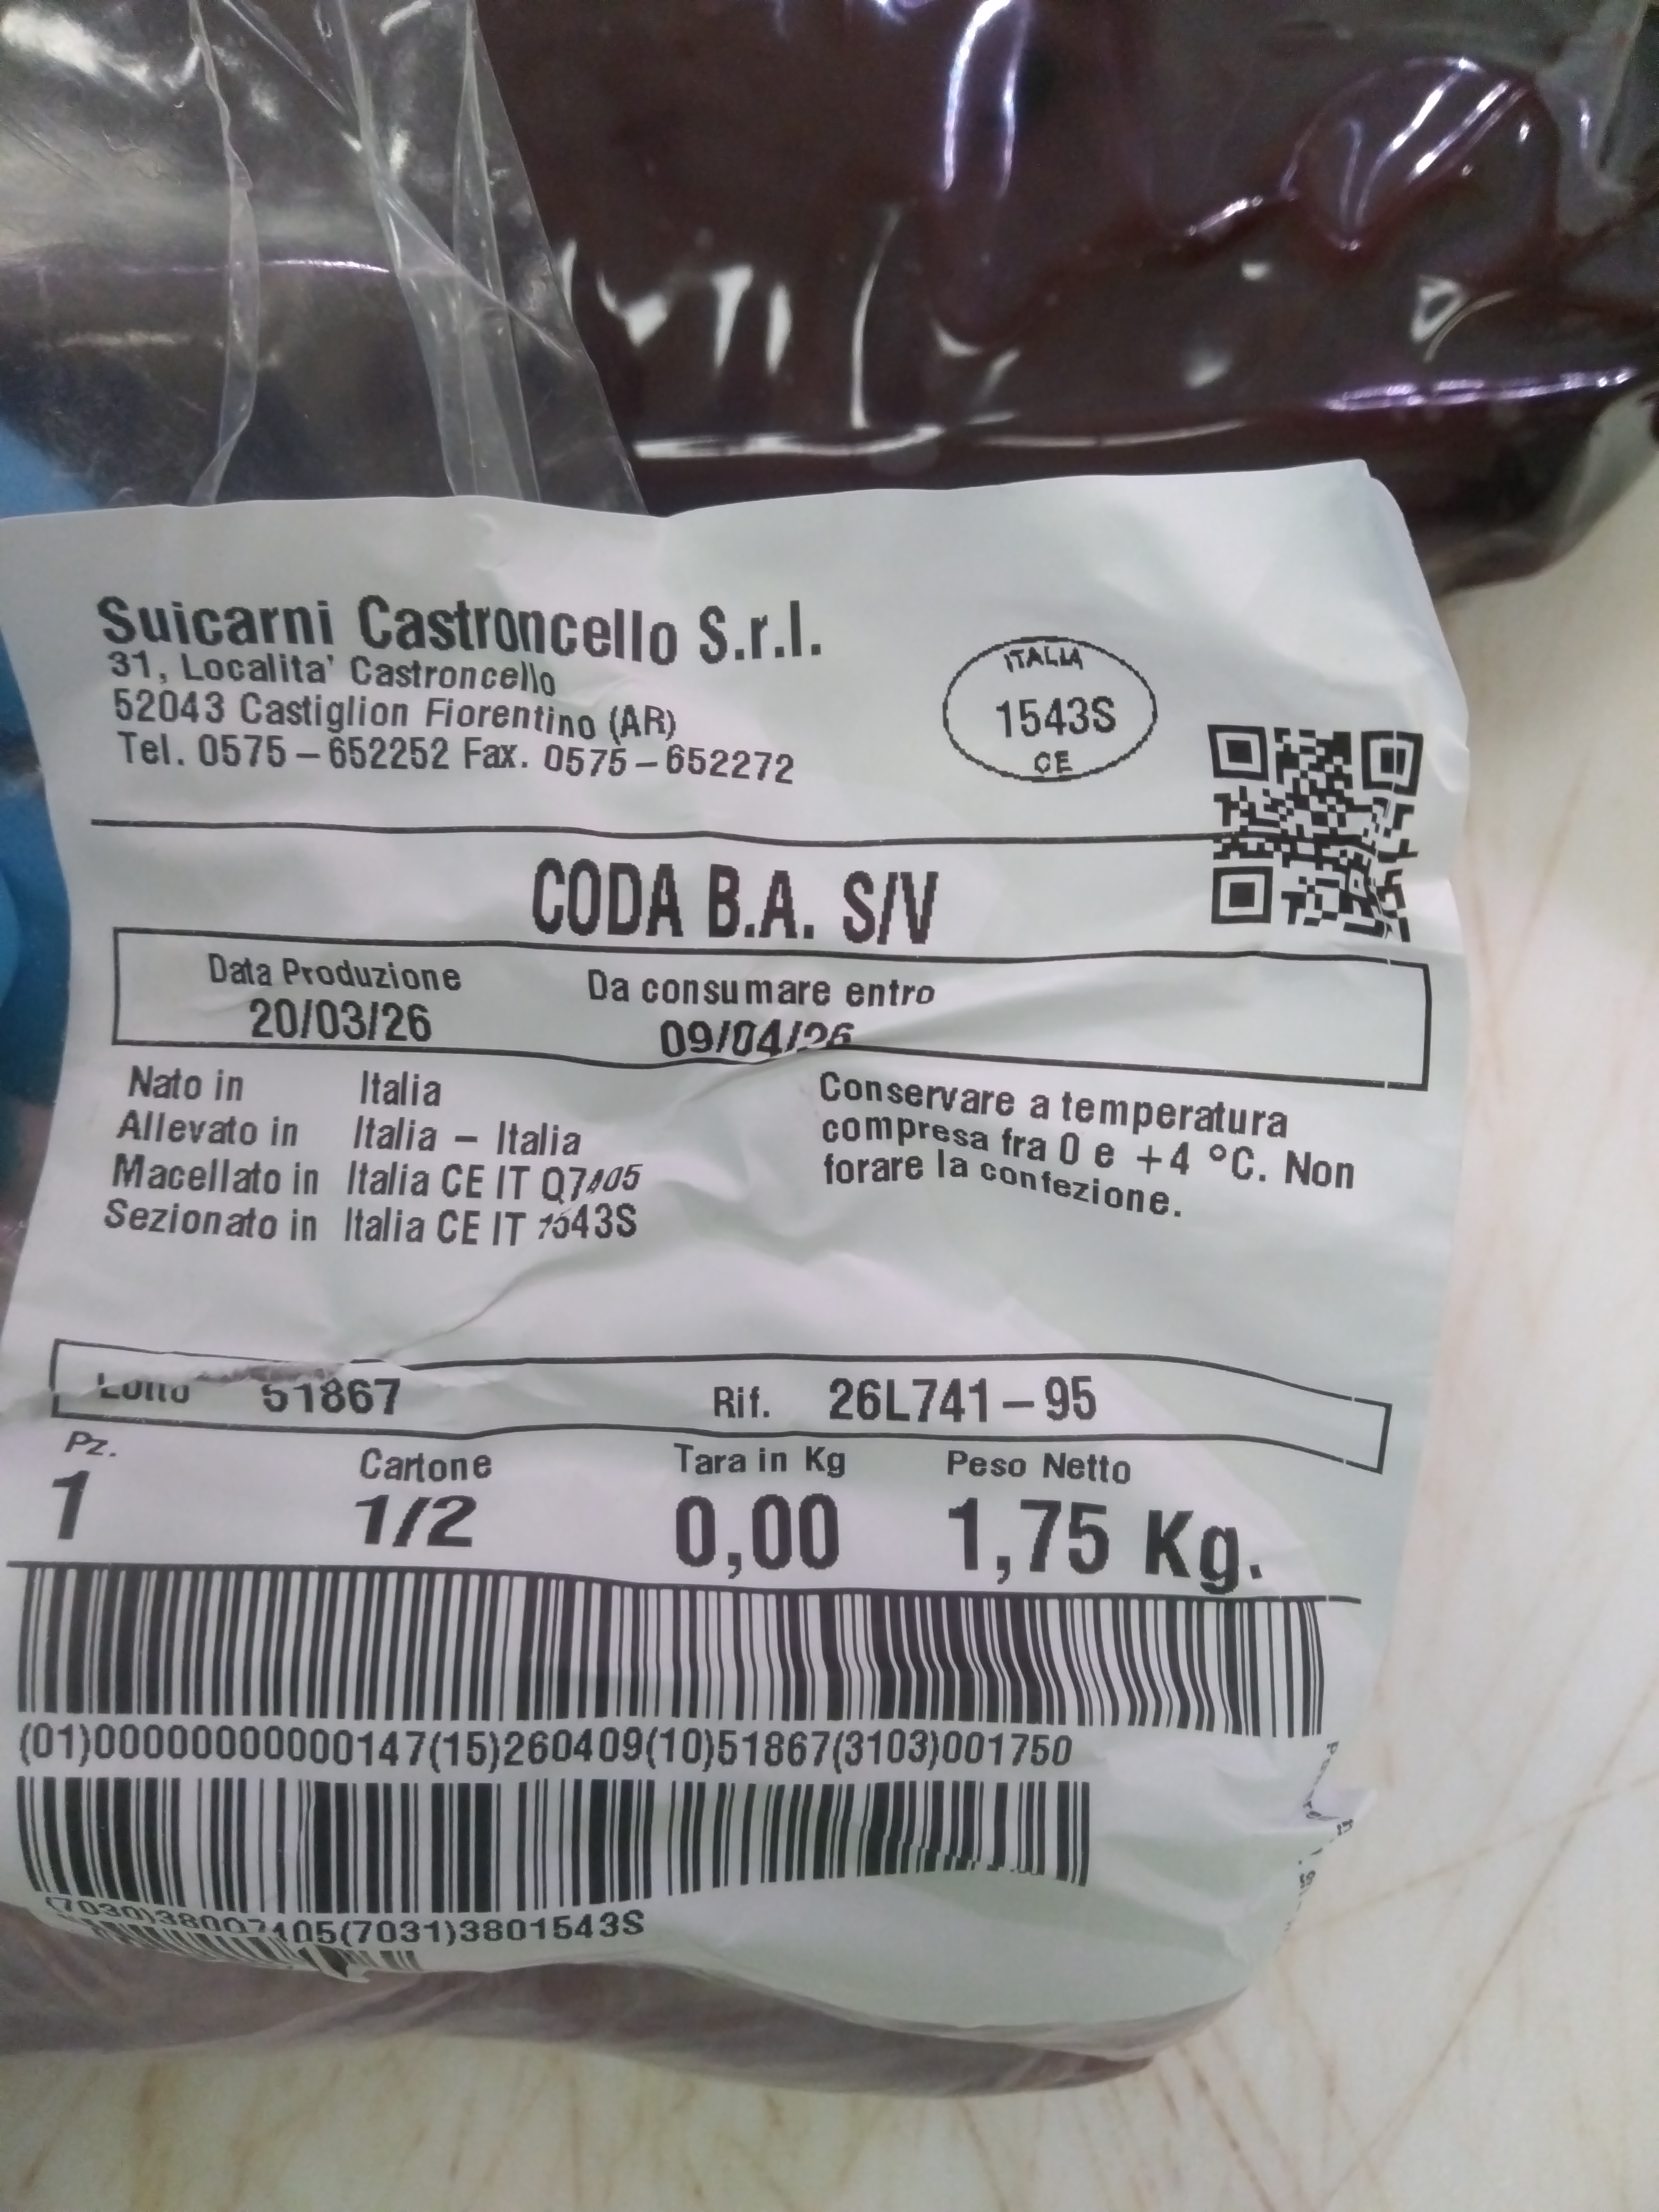 Suicarni Castroncello S.r.l.
31, Localita' Castroncello
52043 Castiglion Fiorentino (AR)
Tel. 0575-652252 Fax. 0575-652272
ITALIA
1543S
CE
CODA B.A. S/V
Data Produzione Da consumare entro
20/03/26 09/04/26
Nato in Italia
Allevato in Italia - Italia
Macellato in Italia CE IT Q7405
Sezionato in Italia CE IT 1543S
Conservare a temperatura
compresa fra 0 e +4 °C. Non
forare la confezione.
Lotto 51867 Rif. 26L741-95
Pz. Cartone Tara in Kg Peso Netto
1 1/2 0,00 1,75 Kg.
(01)00000000000147(15)260409(10)51867(3103)001750
(7031)3801543S